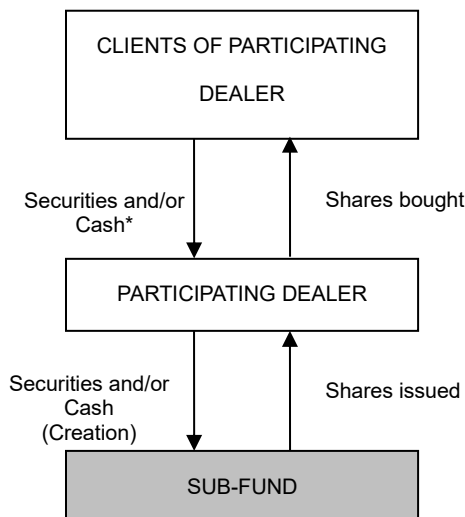 CLIENTS OF PARTICIPATING
DEALER
Securities and/or
Cash*
Shares bought
PARTICIPATING DEALER
Securities and/or
Cash
(Creation)
Shares issued
SUB-FUND